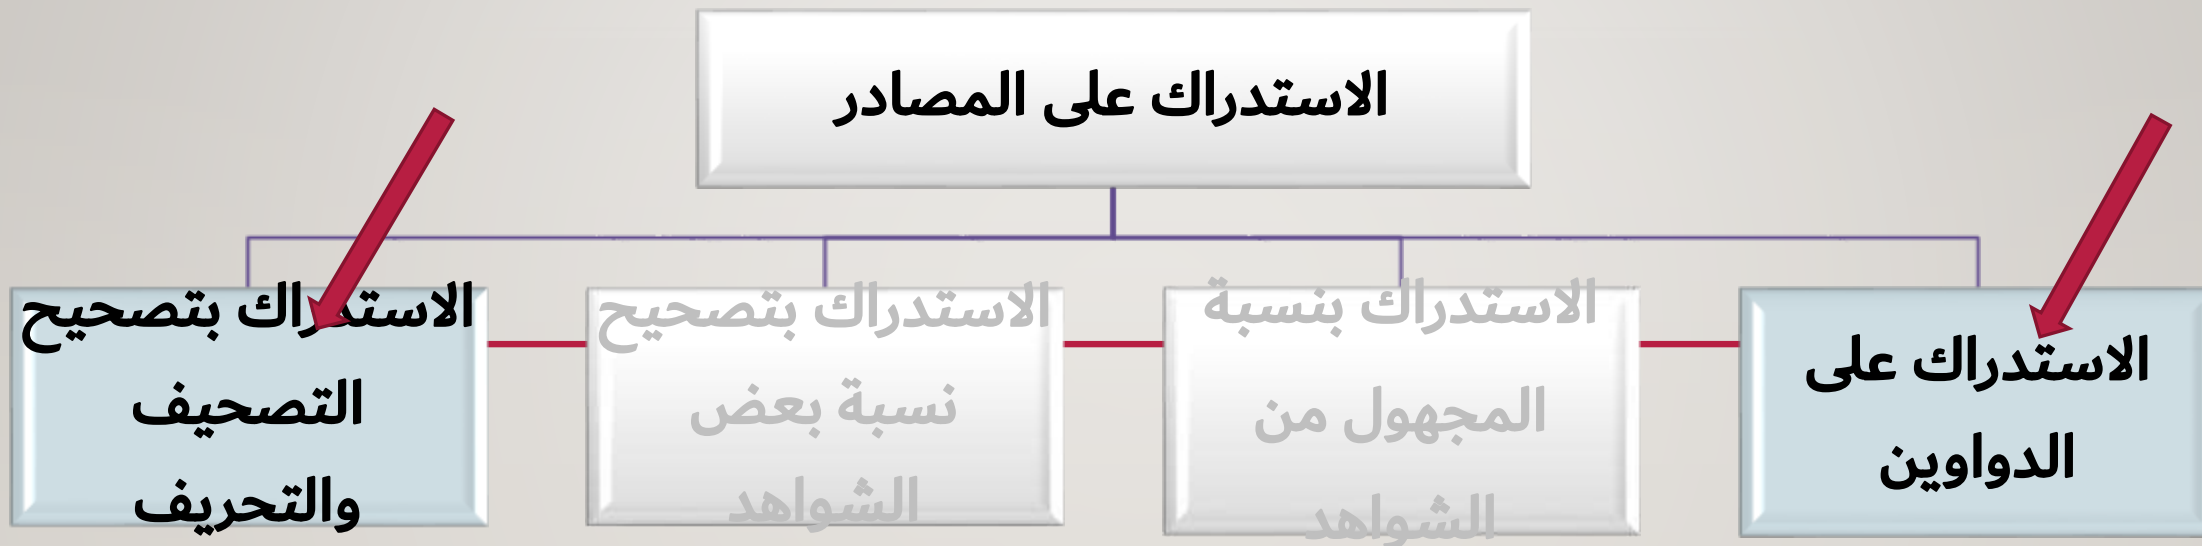 الاستدراك على المصادر
الاستدراك على
الدواوين
الاستدراك بنسبة
المجهول من
الشواهد
الاستدراك بتصحيح
نسبة بعض
الشواهد
الاستدراك بتصحيح
التصحيف
والتحريف